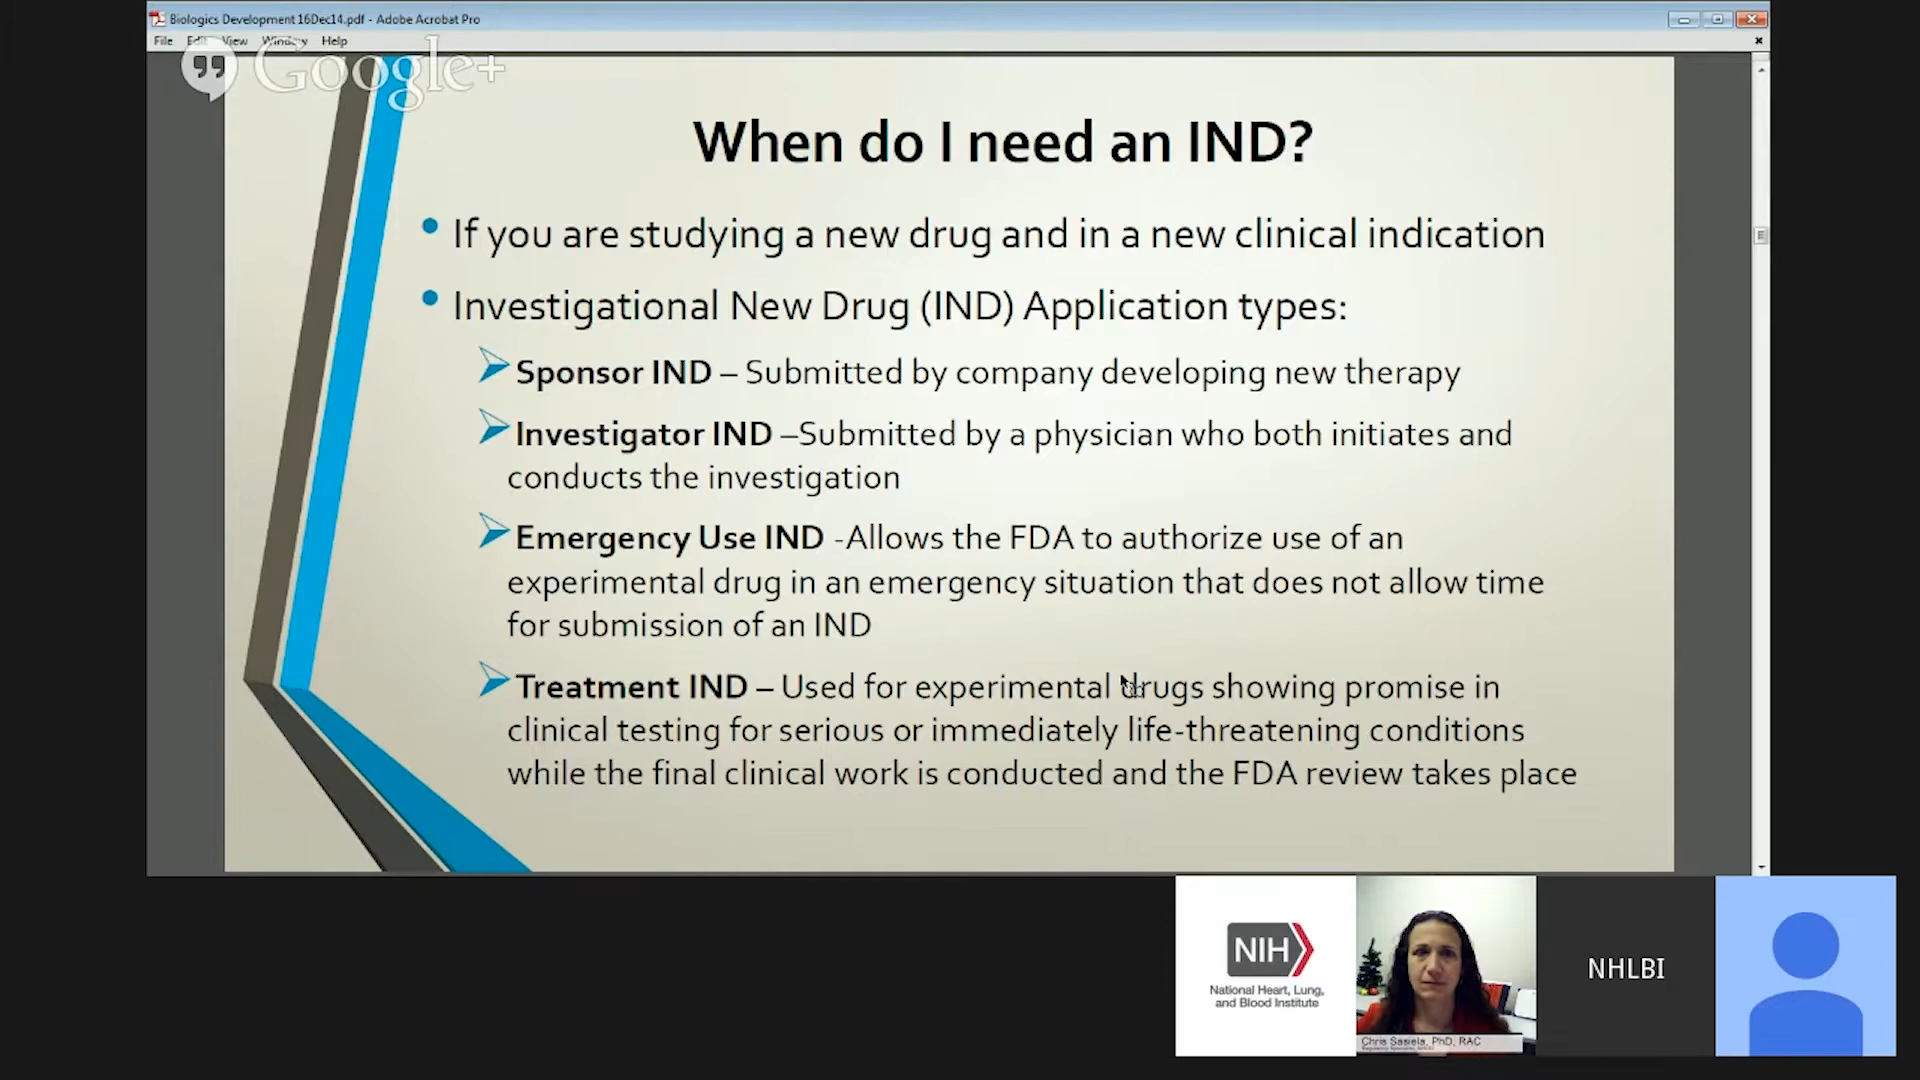 Biologics Development 16Dec14.pdf - Adobe Acrobat Pro
File Edit View Window Help
Google+
When do I need an IND?
• If you are studying a new drug and in a new clinical indication
• Investigational New Drug (IND) Application types:
Sponsor IND – Submitted by company developing new therapy
Investigator IND –Submitted by a physician who both initiates and
conducts the investigation
Emergency Use IND -Allows the FDA to authorize use of an
experimental drug in an emergency situation that does not allow time
for submission of an IND
Treatment IND – Used for experimental drugs showing promise in
clinical testing for serious or immediately life-threatening conditions
while the final clinical work is conducted and the FDA review takes place
NIH
National Heart, Lung,
and Blood Institute
Chris Sasiela, PhD, RAC
NHLBI